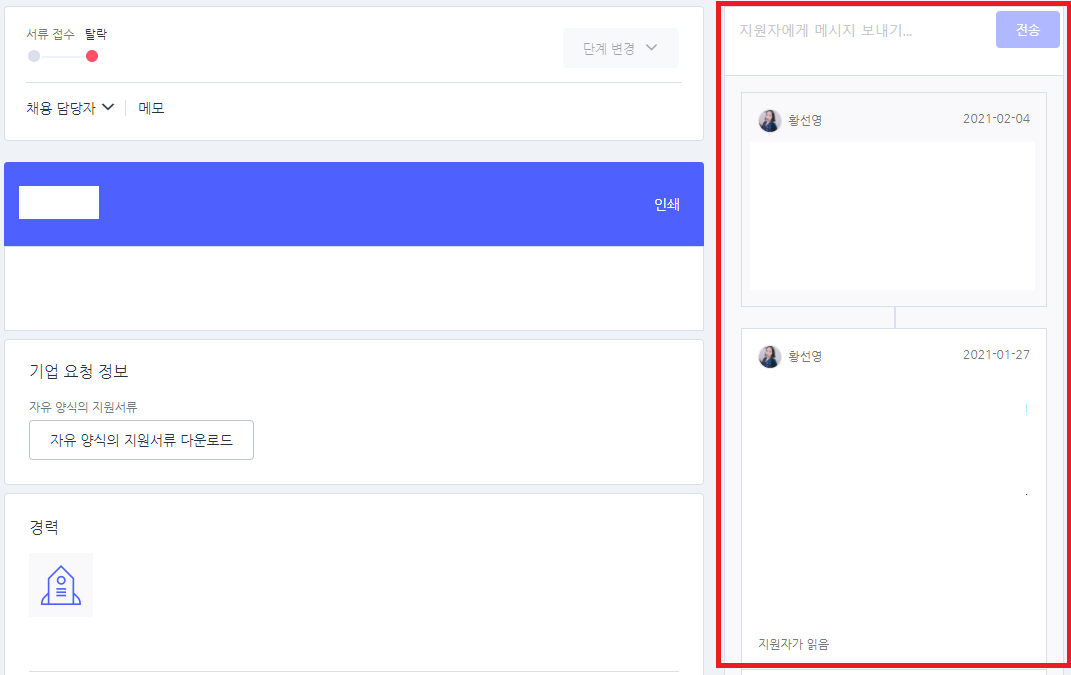 서류 접수 탈락
단계 변경
채용 담당자 메모
인쇄
기업 요청 정보
자유 양식의 지원서류
자유 양식의 지원서류 다운로드
경력
지원자에게 메시지 보내기...
전송
황선영 2021-02-04
황선영 2021-01-27
지원자가 읽음